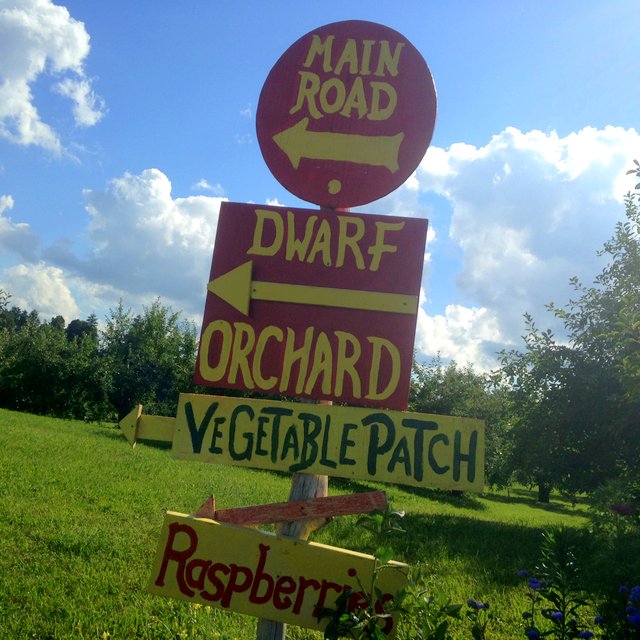 MAIN
ROAD
DWARF
ORCHARD
VeGETABLE PATCH
Raspberries